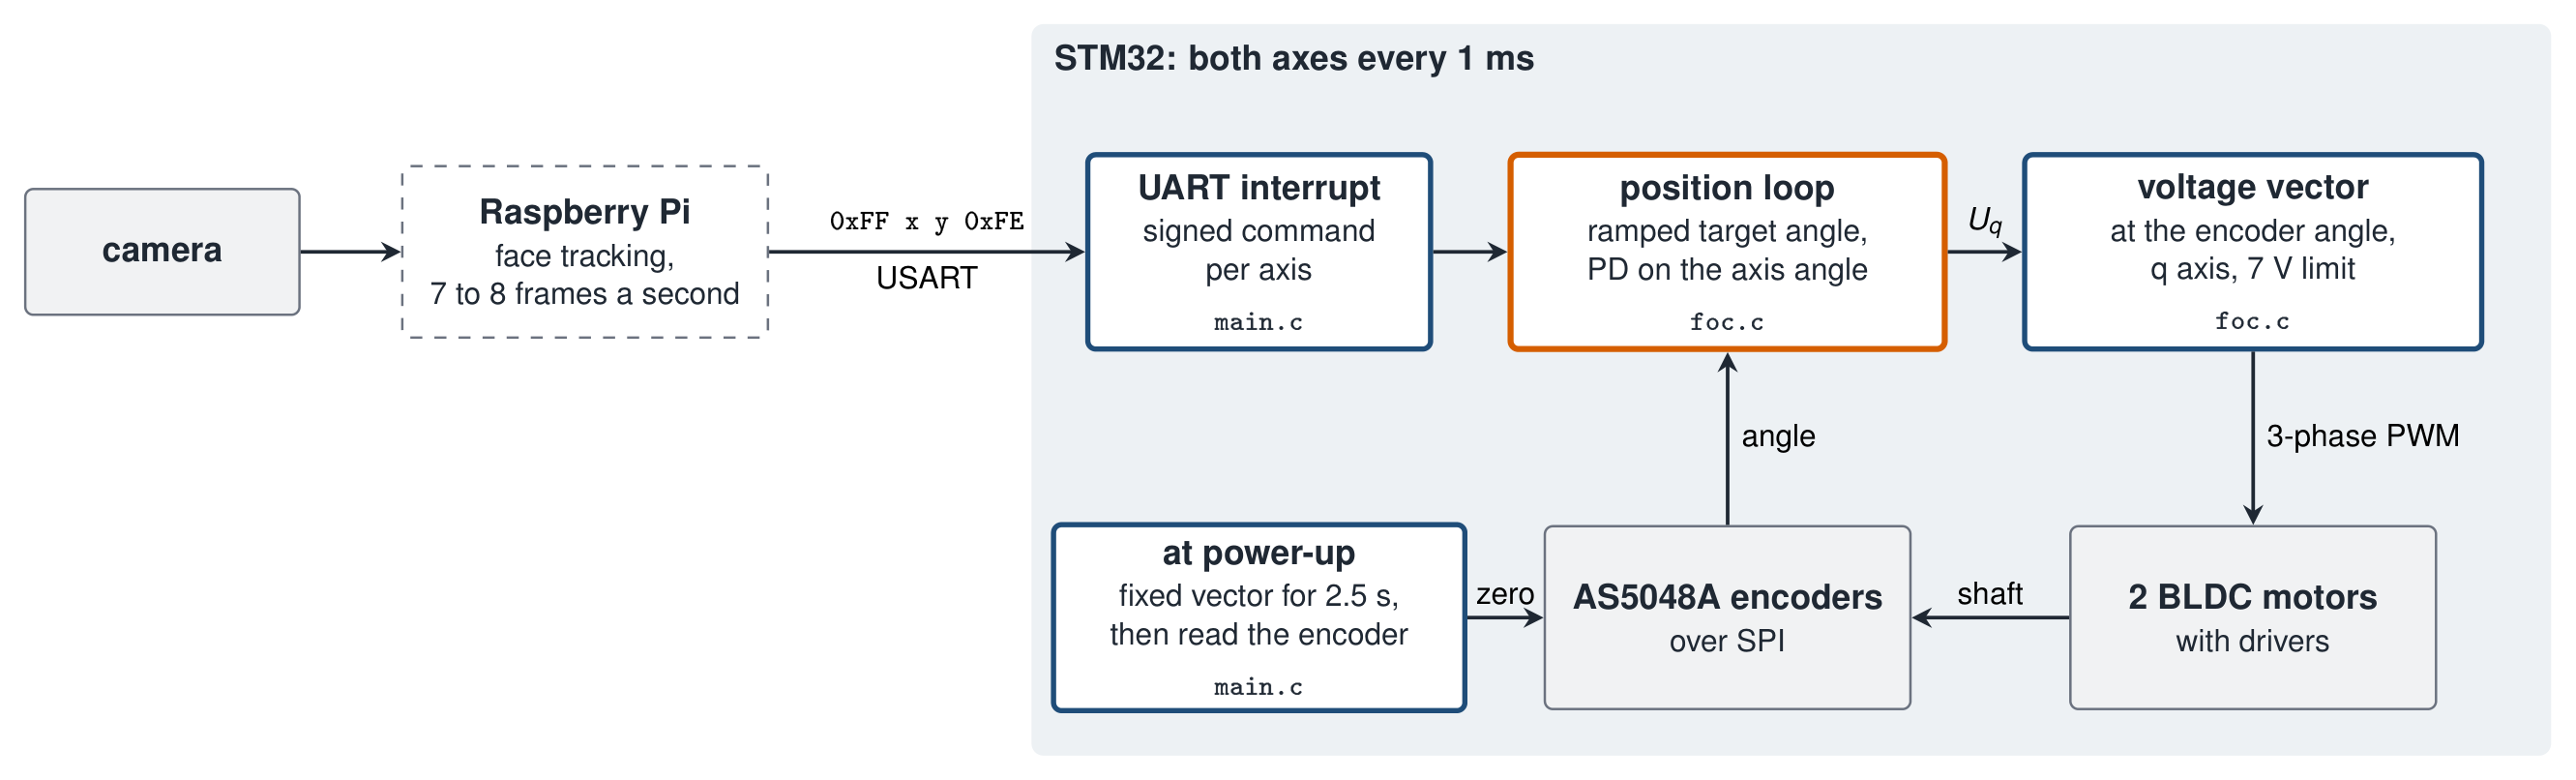 STM32: both axes every 1 ms
camera
Raspberry Pi
face tracking,
7 to 8 frames a second
0xFF x y 0xFE
USART
UART interrupt
signed command
per axis
main.c
position loop
ramped target angle,
PD on the axis angle
foc.c
Uq
voltage vector
at the encoder angle,
q axis, 7 V limit
foc.c
angle
3-phase PWM
at power-up
fixed vector for 2.5 s,
then read the encoder
main.c
zero
AS5048A encoders
over SPI
shaft
2 BLDC motors
with drivers